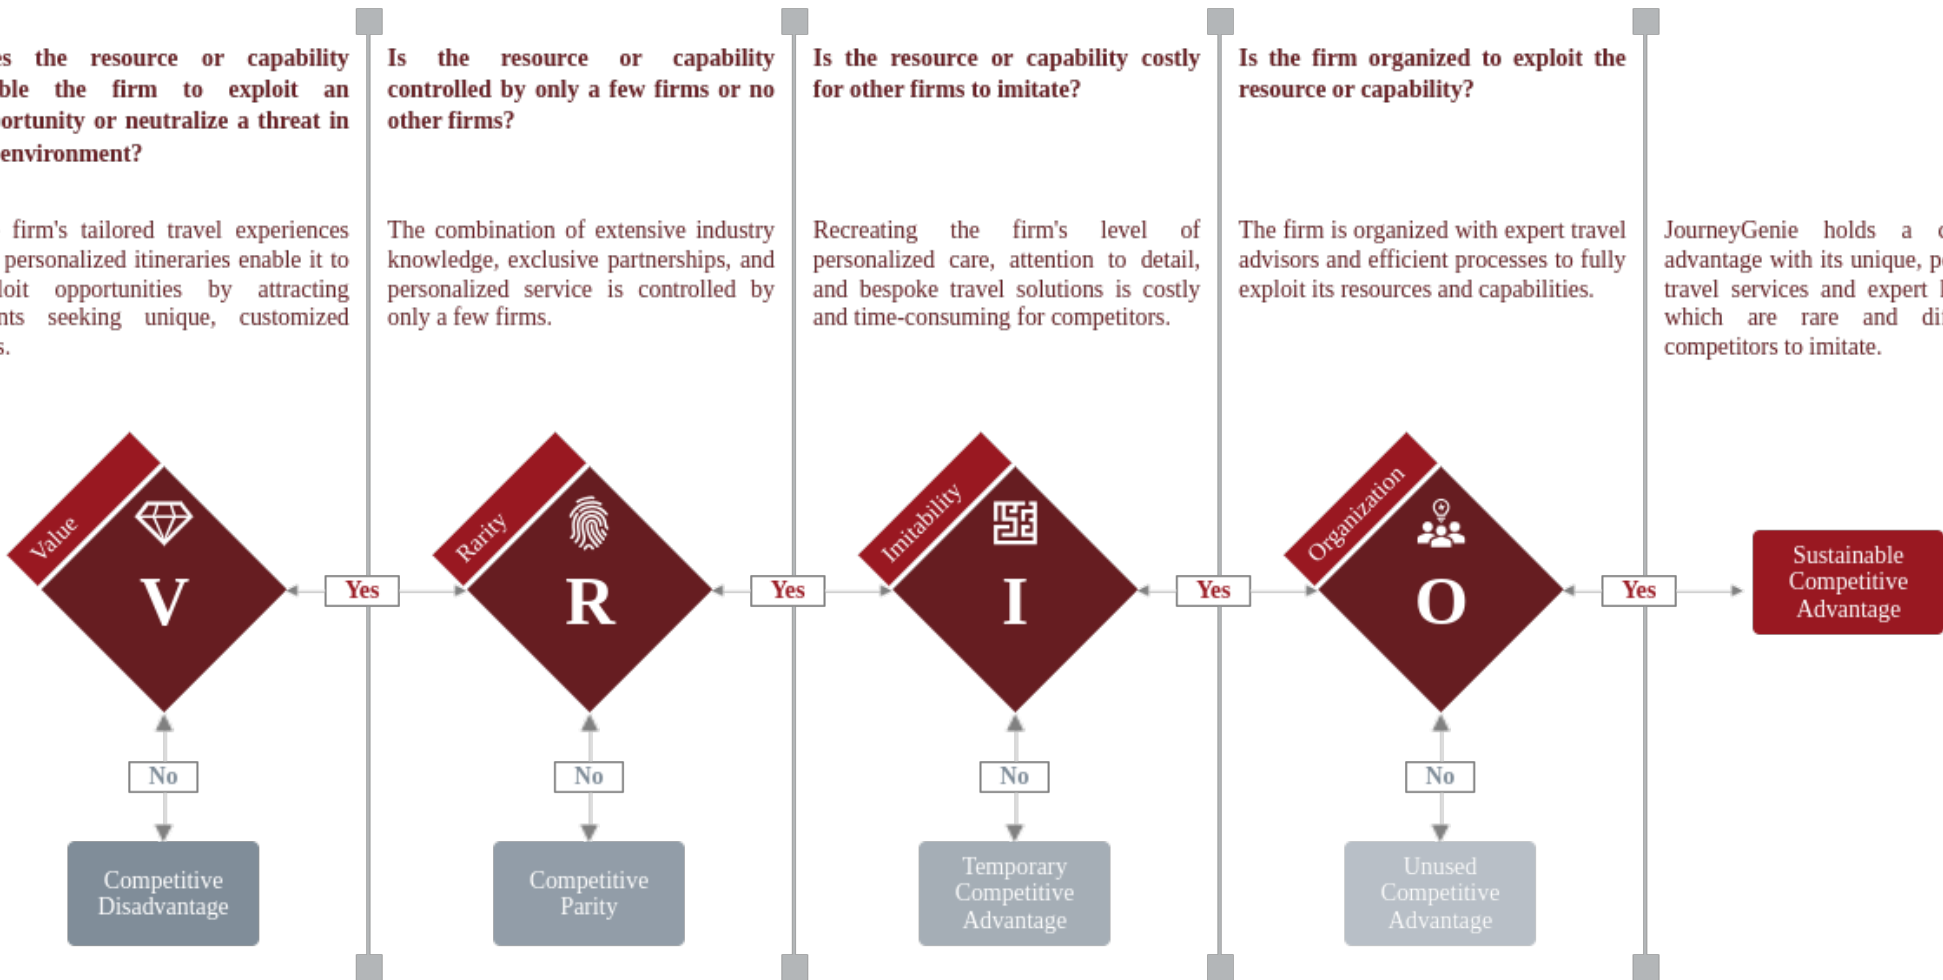 the resource or capability
the firm to exploit an
or neutralize a threat in
environment?
firm's tailored travel experiences
personalized itineraries enable it to
opportunities by attracting
seeking unique, customized
Is the resource or capability
controlled by only a few firms or no
other firms?
The combination of extensive industry
knowledge, exclusive partnerships, and
personalized service is controlled by
only a few firms.
Is the resource or capability costly
for other firms to imitate?
Recreating the firm's level of
personalized care, attention to detail,
and bespoke travel solutions is costly
and time-consuming for competitors.
Is the firm organized to exploit the
resource or capability?
The firm is organized with expert travel
advisors and efficient processes to fully
exploit its resources and capabilities.
JourneyGenie holds a
advantage with its unique,
travel services and expert
which are rare and
competitors to imitate.
Value
V
Yes
Rarity
R
Yes
Imitability
I
Yes
Organization
O
Yes
Sustainable
Competitive
Advantage
No
No
No
No
Competitive
Disadvantage
Competitive
Parity
Temporary
Competitive
Advantage
Unused
Competitive
Advantage